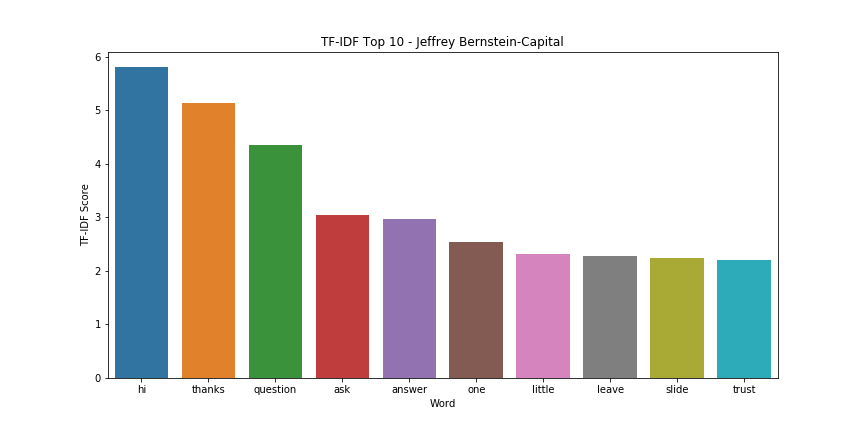 TF-IDF Top 10 - Jeffrey Bernstein-Capital
6
5
4
3
2
1
0
TF-IDF Score
hi thanks question ask answer one little leave slide trust
Word